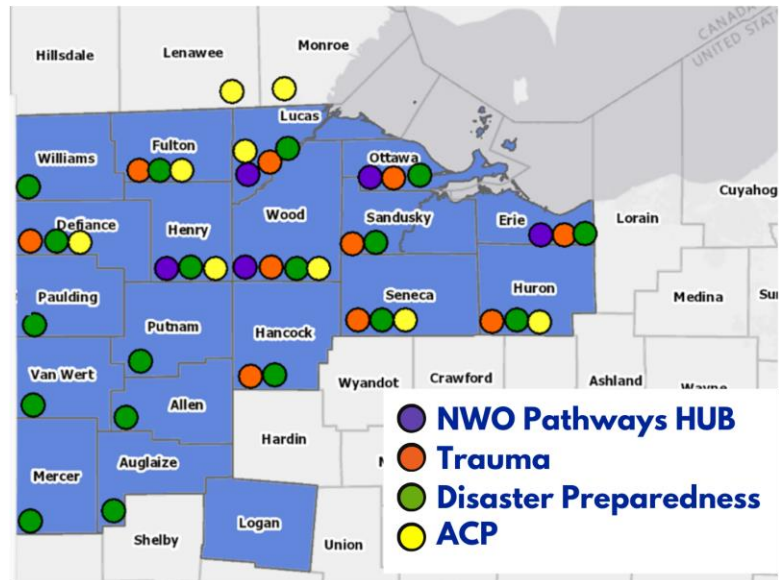 CANADA
UNITED STATES
Hillsdale
Lenawee
Monroe
Lucas
Fulton
Williams
Ottawa
Cuyahog
Defiance
Henry
Wood
Sandusky
Erie
Lorain
Paulding
Putnam
Hancock
Seneca
Huron
Medina
Su
Van Wert
Allen
Wyandot
Crawford
Ashland
Wayne
Mercer
Auglaize
Hardin
Logan
Shelby
Union
NWO Pathways HUB
Trauma
Disaster Preparedness
ACP